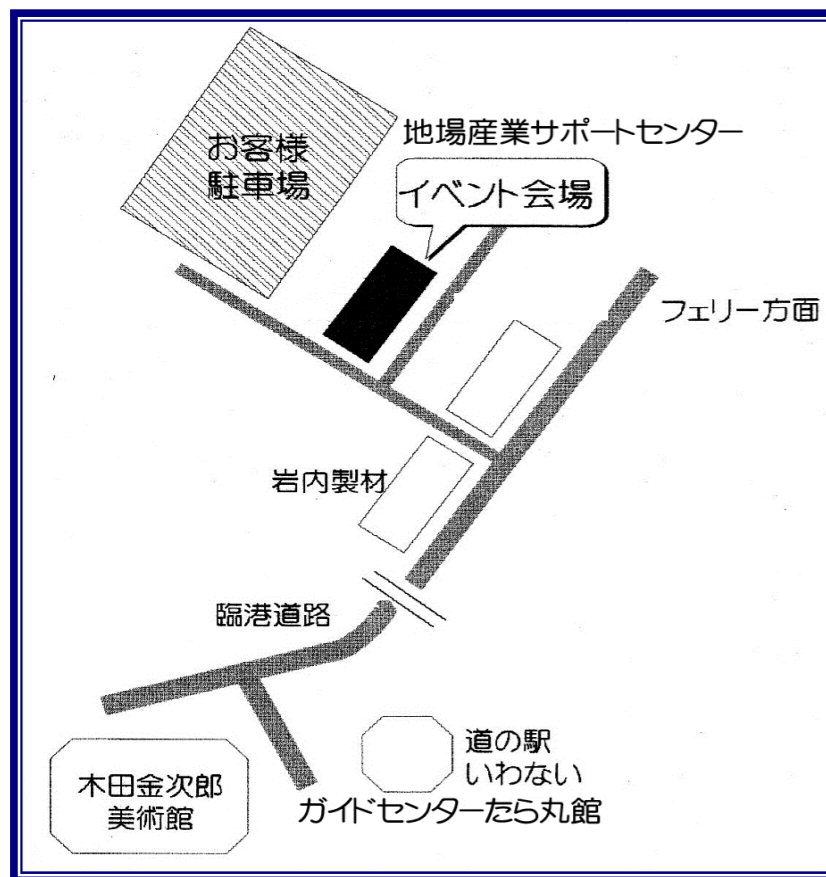 お客様
駐車場
地場産業サポートセンター
イベント会場
フェリー方面
岩内製材
臨港道路
道の駅
いわない
木田金次郎
美術館
ガイドセンターたら丸館